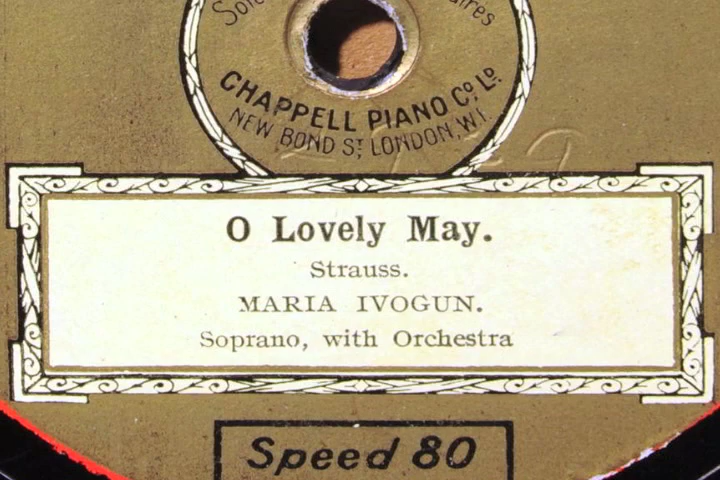 Sole
CHAPPELL PIANO Co. LD.
NEW BOND ST., LONDON, W.1.
O Lovely May.
Strauss.
MARIA IVOGUN.
Soprano, with Orchestra
Speed 80